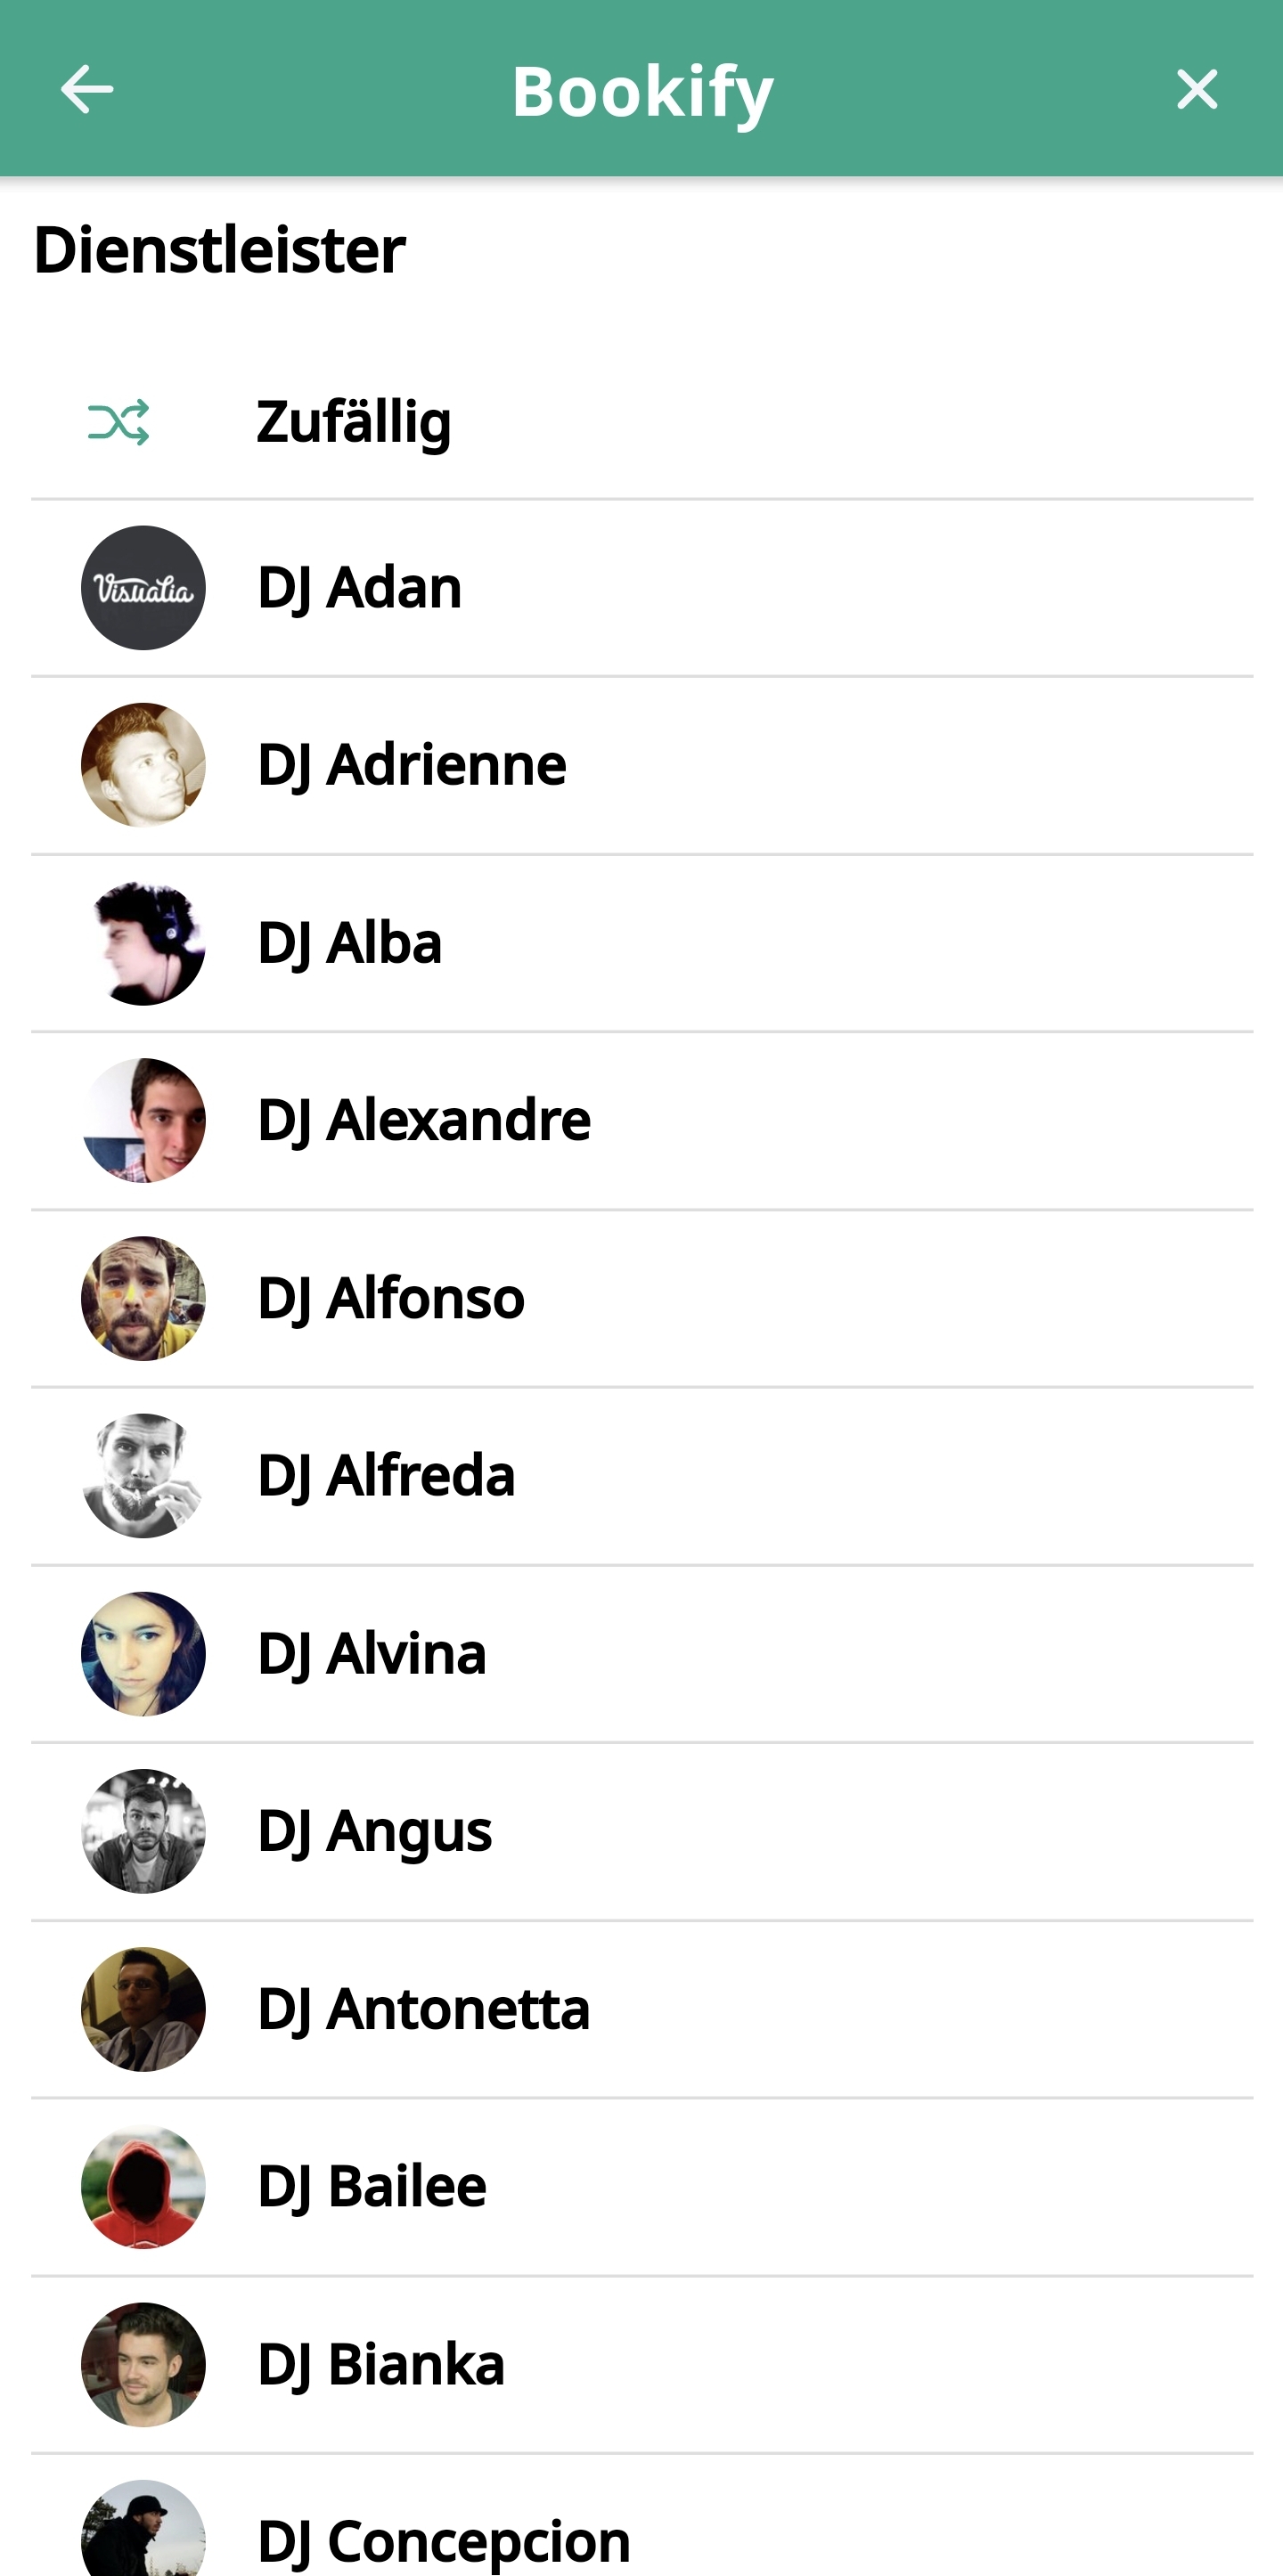 Bookify
Dienstleister
Zufällig
Visualia
DJ Adan
DJ Adrienne
DJ Alba
DJ Alexandre
DJ Alfonso
DJ Alfreda
DJ Alvina
DJ Angus
DJ Antonetta
DJ Bailee
DJ Bianka
DJ Concepcion